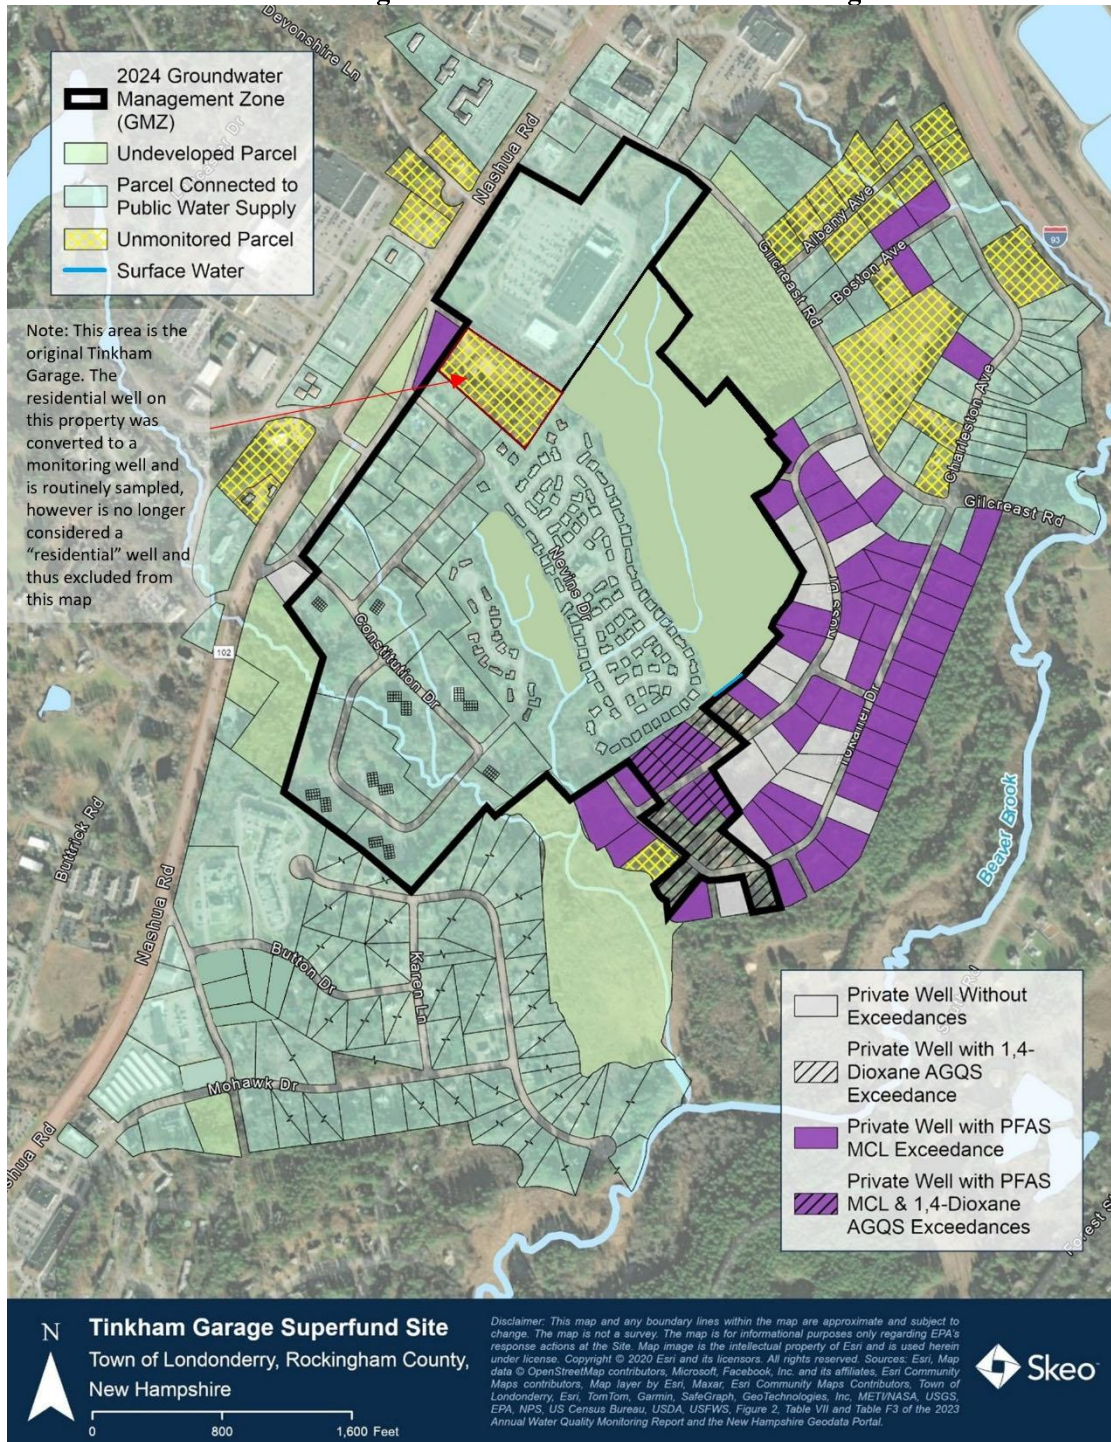 2024 Groundwater
Management Zone
(GMZ)
Undeveloped Parcel
Parcel Connected to
Public Water Supply
Unmonitored Parcel
Surface Water
Note: This area is the
original Tinkham
Garage. The
residential well on
this property was
converted to a
monitoring well and
is routinely sampled,
however is no longer
considered a
“residential” well and
thus excluded from
this map
Devonshire Ln
Nashua Rd
Gilcreast Rd
Albany Ave
Boston Ave
93
Charleston Ave
Gilcreast Rd
Ross Dr
Nevins Dr
Constitution Dr
102
Beaver Brook
Buttrick Rd
Nashua Rd
Button Dr
Karen Ln
Mohawk Dr
Private Well Without
Exceedances
Private Well with 1,4-
Dioxane AGQS
Exceedance
Private Well with PFAS
MCL Exceedance
Private Well with PFAS
MCL & 1,4-Dioxane
AGQS Exceedances
N
Tinkham Garage Superfund Site
Town of Londonderry, Rockingham County,
New Hampshire
0 800 1,600 Feet
Disclaimer: This map and any boundary lines within the map are approximate and subject to
change. The map is not a survey. The map is for informational purposes only regarding EPA's
response actions at the Site. Map image is the intellectual property of Esri and is used herein
under license. Copyright © 2020 Esri and its licensors. All rights reserved. Sources: Esri, Map
data © OpenStreetMap contributors, Microsoft, Facebook, Inc. and its affiliates, Esri Community
Maps contributors, Map layer by Esri, Maxar, Esri Community Maps Contributors, Town of
Londonderry, Esri, TomTom, Garmin, SafeGraph, GeoTechnologies, Inc, METI/NASA, USGS,
EPA, NPS, US Census Bureau, USDA, USFWS, Figure 2, Table VII and Table F3 of the 2023
Annual Water Quality Monitoring Report and the New Hampshire Geodata Portal.
Skeo